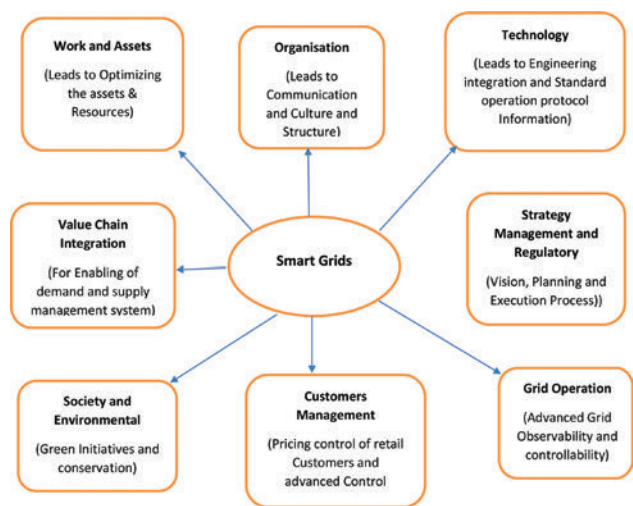 Work and Assets
(Leads to Optimizing
the assets &
Resources)
Organisation
(Leads to
Communication
and Culture and
Structure)
Technology
(Leads to Engineering
integration and Standard
operation protocol
Information)
Value Chain
Integration
(For Enabling of
demand and supply
management system)
Smart Grids
Strategy
Management and
Regulatory
(Vision, Planning and
Execution Process))
Society and
Environmental
(Green Initiatives and
conservation)
Customers
Management
(Pricing control of retail
Customers and
advanced Control
Grid Operation
(Advanced Grid
Observability and
controllability)